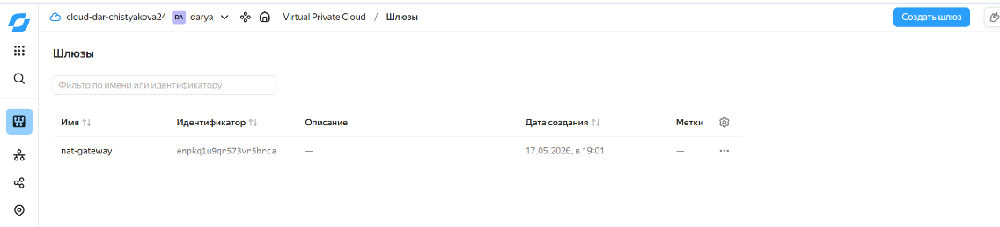 cloud-dar-chistyakova24 DA darya Virtual Private Cloud / Шлюзы Создать шлюз
Шлюзы
Фильтр по имени или идентификатору
Имя Идентификатор Описание Дата создания Метки
nat-gateway enpkq1u9qr573vr5brca — 17.05.2026, в 19:01 —